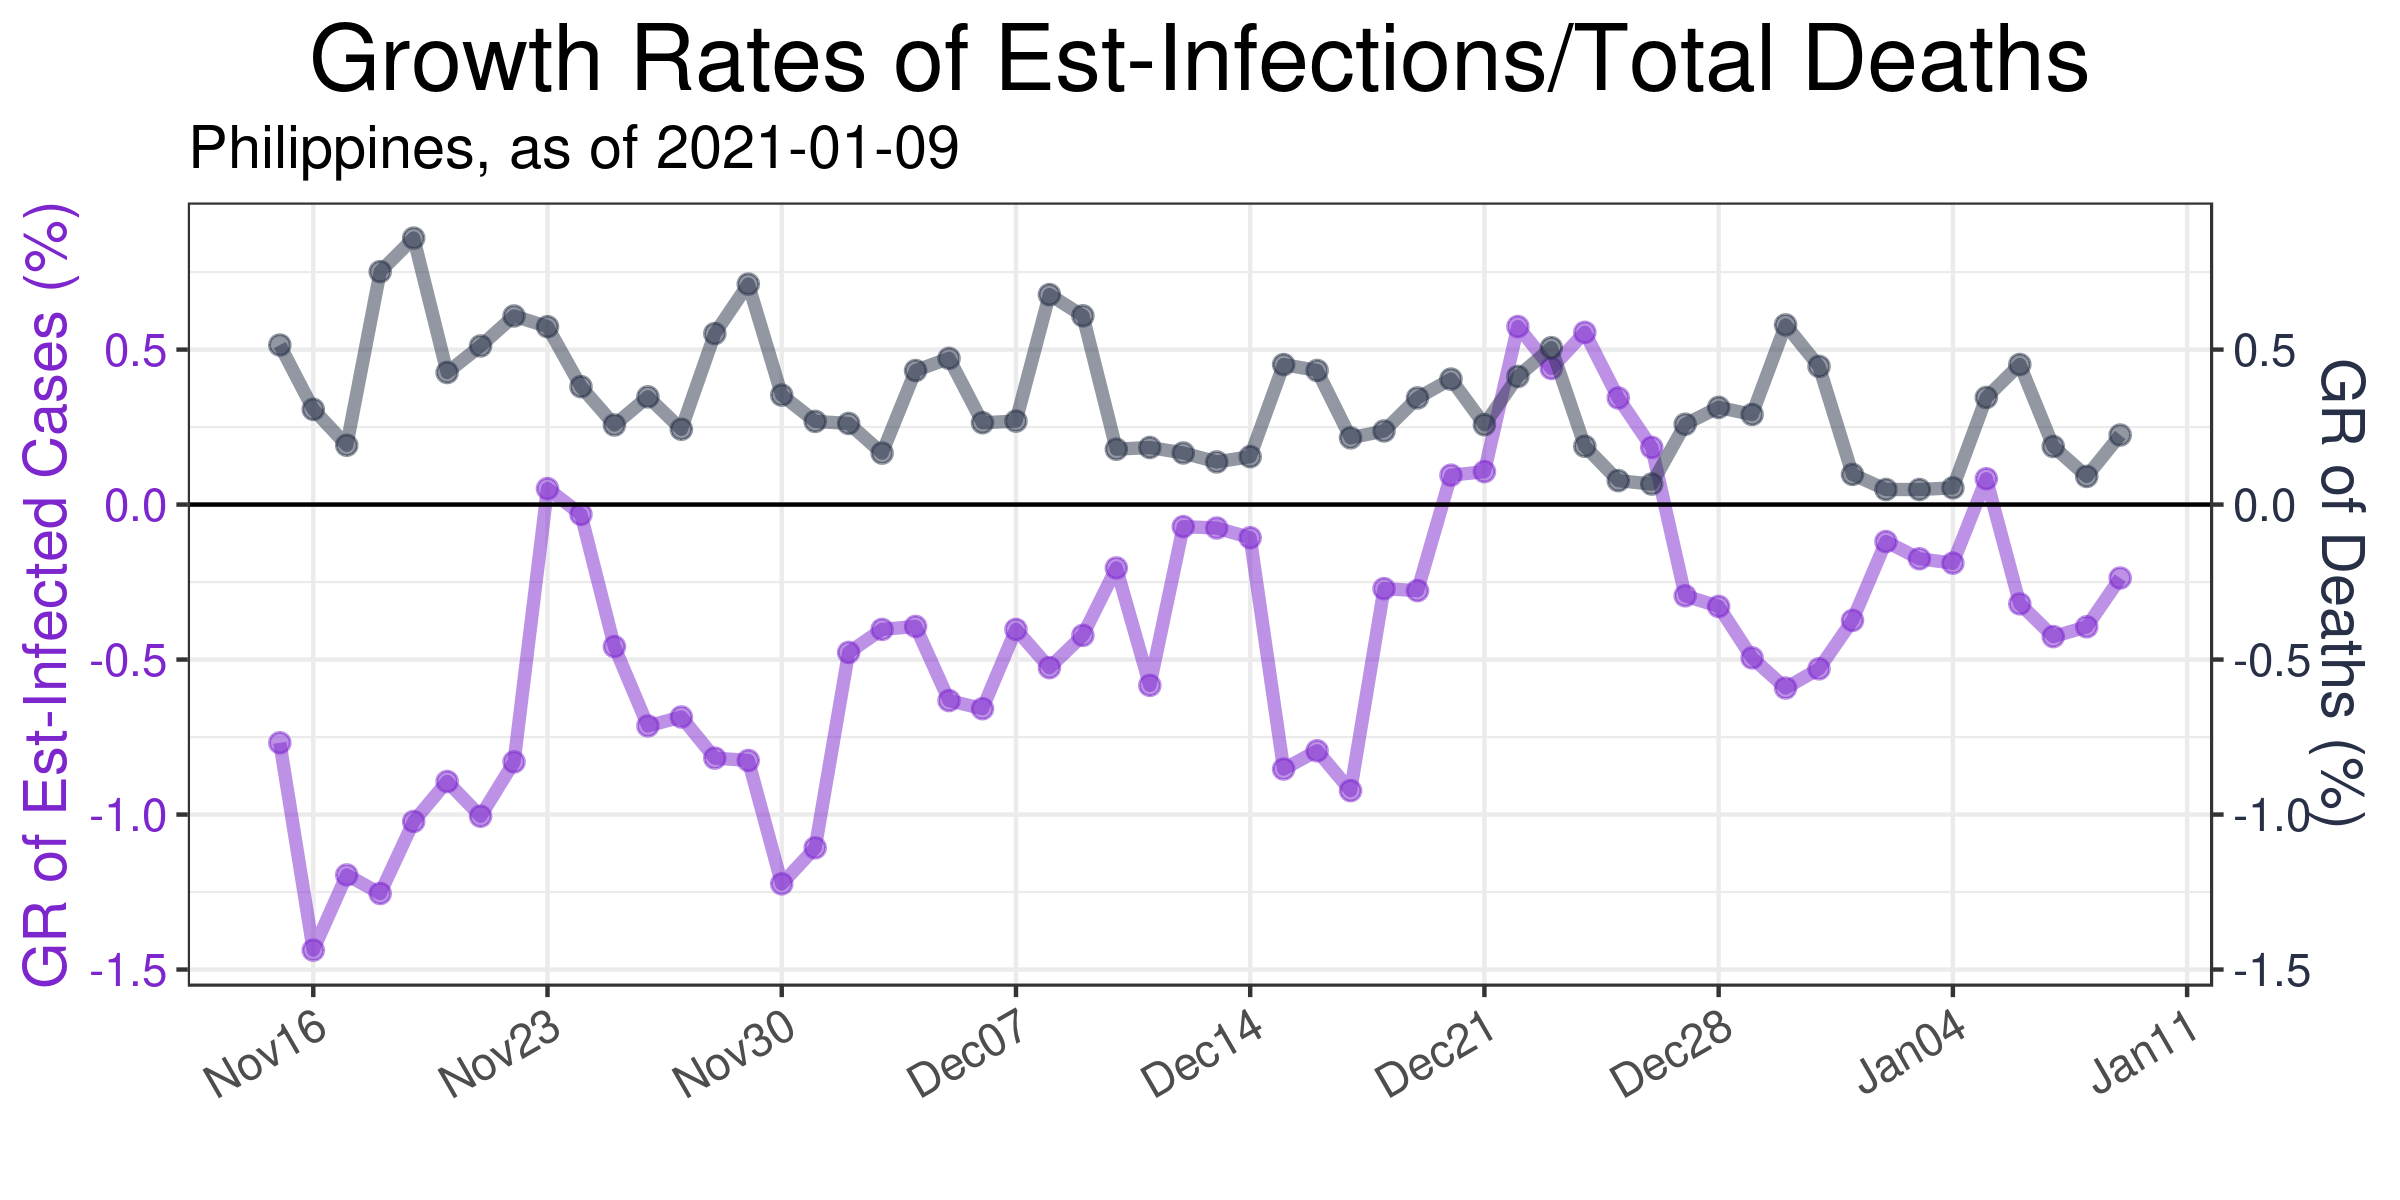 Growth Rates of Est-Infections/Total Deaths
Philippines, as of 2021-01-09
GR of Est-Infected Cases (%)
0.5
0.0
-0.5
-1.0
-1.5
0.5
0.0
-0.5
-1.0
-1.5
GR of Deaths (%)
Nov16
Nov23
Nov30
Dec07
Dec14
Dec21
Dec28
Jan04
Jan11